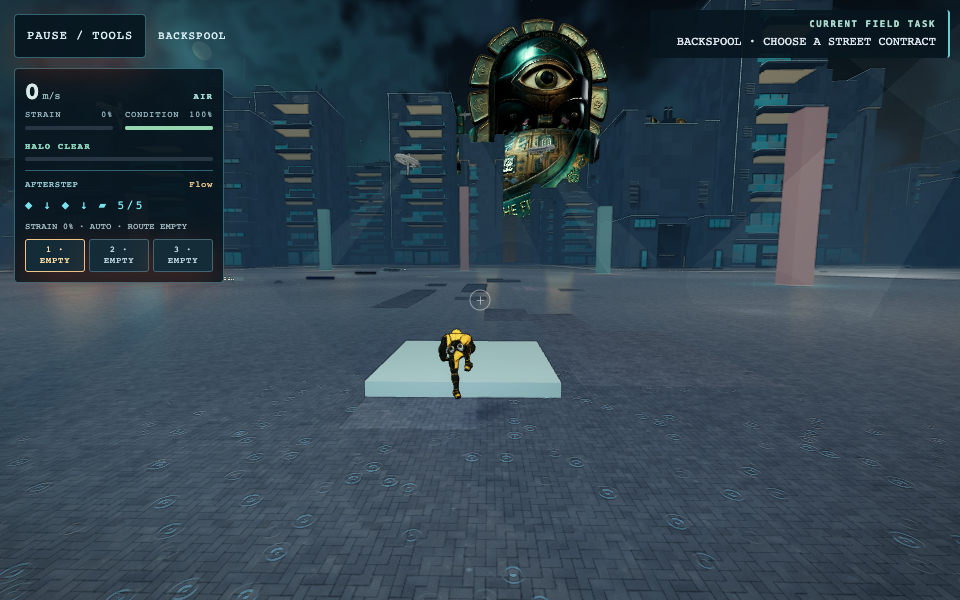 PAUSE / TOOLS
BACKSPOOL
CURRENT FIELD TASK
BACKSPOOL · CHOOSE A STREET CONTRACT
0 m/s
AIR
STRAIN 0%
CONDITION 100%
HALO CLEAR
AFTERSTEP
Flow
◆ ↓ ◆ ↓ ▰ 5/5
STRAIN 0% · AUTO · ROUTE EMPTY
1 · EMPTY
2 · EMPTY
3 · EMPTY